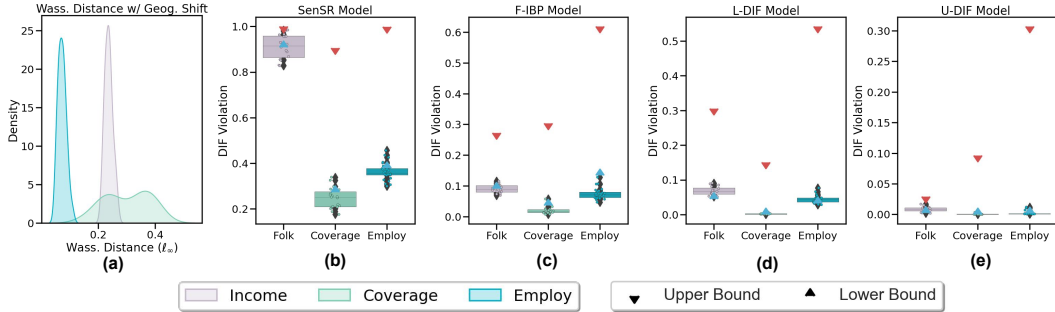 Wass. Distance w/ Geog. Shift
Density
25
20
15
10
5
0
0.2
0.4
Wass. Distance (ℓ∞)
(a)
SenSR Model
DIF Violation
1.0
0.8
0.6
0.4
0.2
Folk
Coverage
Employ
(b)
F-IBP Model
DIF Violation
0.6
0.5
0.4
0.3
0.2
0.1
0.0
Folk
Coverage
Employ
(c)
L-DIF Model
DIF Violation
0.5
0.4
0.3
0.2
0.1
0.0
Folk
Coverage
Employ
(d)
U-DIF Model
DIF Violation
0.30
0.25
0.20
0.15
0.10
0.05
0.00
Folk
Coverage
Employ
(e)
Income
Coverage
Employ
Upper Bound
Lower Bound